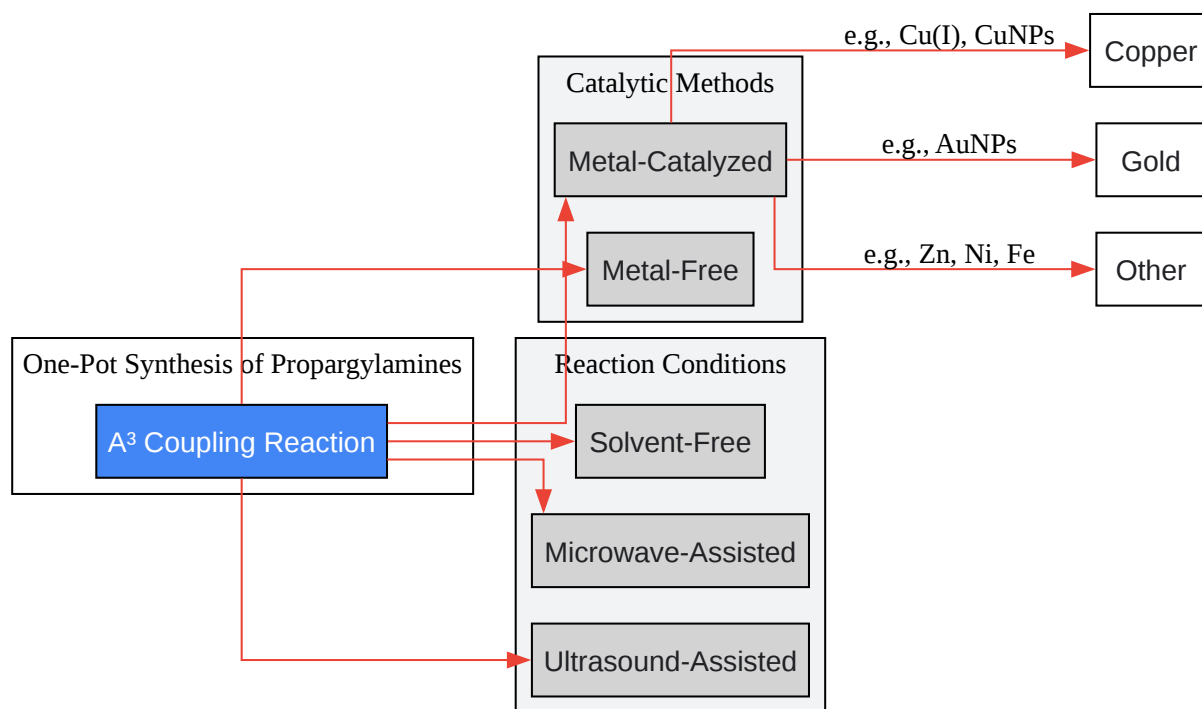 e.g., Cu(I), CuNPs
Copper
Catalytic Methods
Metal-Catalyzed
e.g., AuNPs
Gold
Metal-Free
e.g., Zn, Ni, Fe
Other
One-Pot Synthesis of Propargylamines
A³ Coupling Reaction
Reaction Conditions
Solvent-Free
Microwave-Assisted
Ultrasound-Assisted